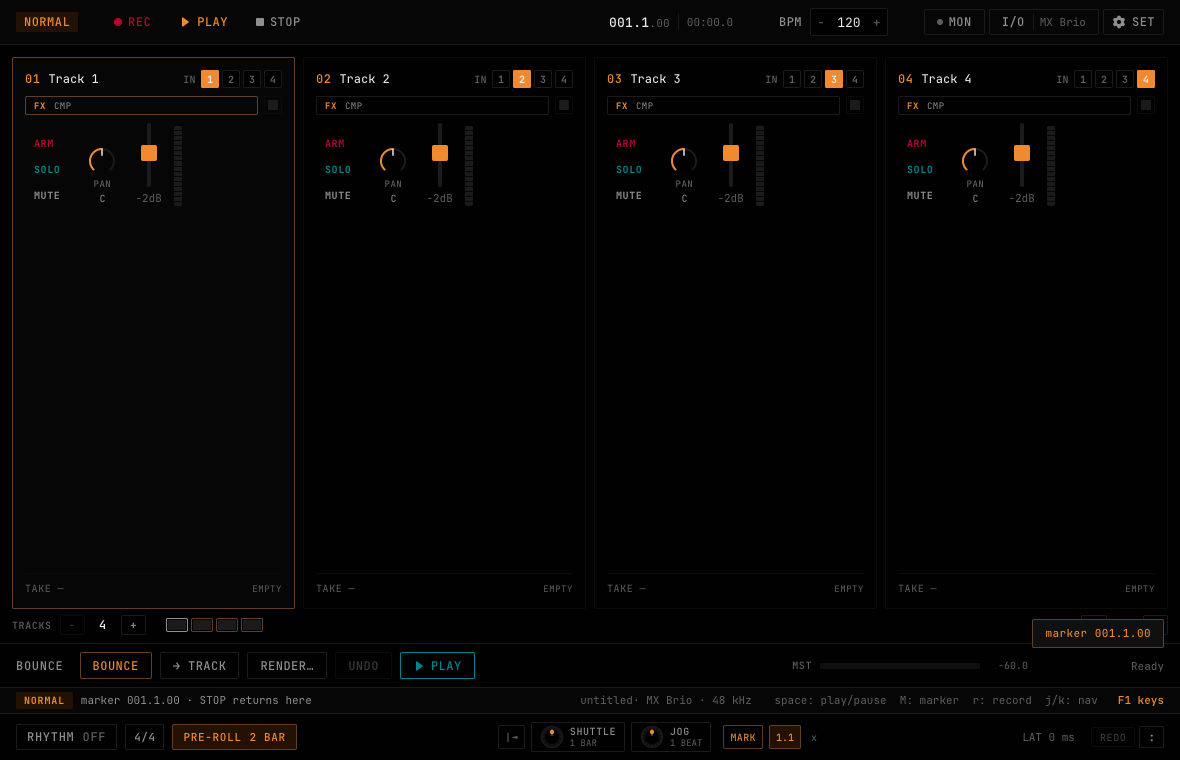 NORMAL REC PLAY STOP 001.1.00 00:00.0 BPM - 120 + MON I/O MX Brio SET
01 Track 1 IN 1 2 3 4 02 Track 2 IN 1 2 3 4 03 Track 3 IN 1 2 3 4 04 Track 4 IN 1 2 3 4
FX CMP FX CMP FX CMP FX CMP
ARM ARM ARM ARM
SOLO SOLO SOLO SOLO
PAN PAN PAN PAN
MUTE C -2dB MUTE C -2dB MUTE C -2dB MUTE C -2dB
TAKE — EMPTY TAKE — EMPTY TAKE — EMPTY TAKE — EMPTY
TRACKS - 4 +
marker 001.1.00
BOUNCE BOUNCE → TRACK RENDER… UNDO PLAY MST -60.0 Ready
NORMAL marker 001.1.00 · STOP returns here untitled· MX Brio · 48 kHz space: play/pause M: marker r: record j/k: nav F1 keys
RHYTHM OFF 4/4 PRE-ROLL 2 BAR |→ SHUTTLE 1 BAR JOG 1 BEAT MARK 1.1 x LAT 0 ms REDO :